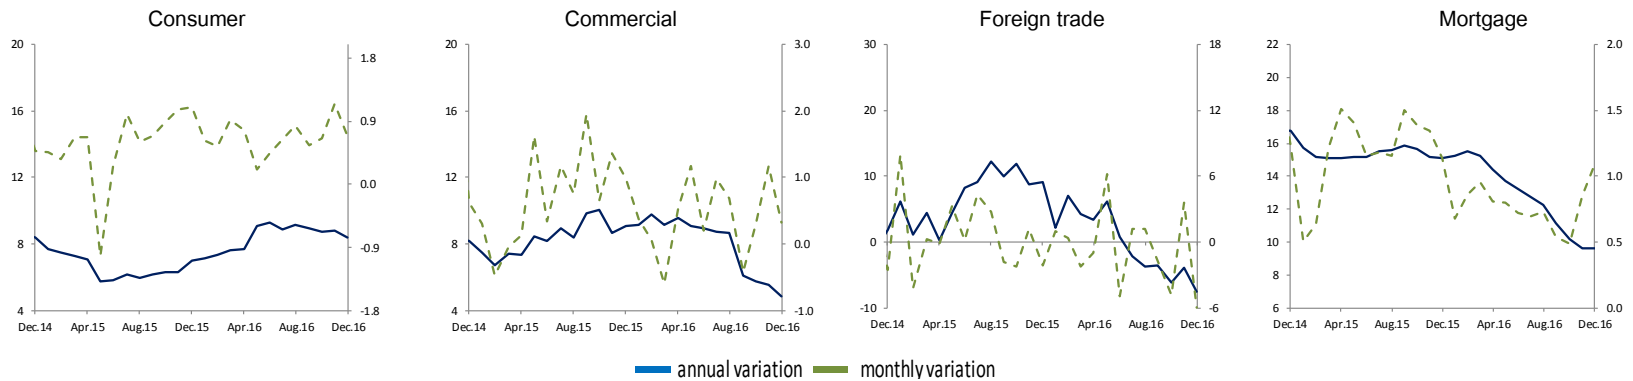 Consumer Commercial Foreign trade Mortgage
20 20 3.0 30 18 22 2.0
1.8
20 12 20
16 16 2.0 18 1.5
0.9
16
12 0.0 12 1.0 10 6 14 1.0
12
8 -0.9 8 0.0 0 0 10 0.5
8
4 -1.8 4 -1.0 -10 -6 6 0.0
Dec.14 Apr.15 Aug.15 Dec.15 Apr.16 Aug.16 Dec.16 Dec.14 Apr.15 Aug.15 Dec.15 Apr.16 Aug.16 Dec.16 Dec.14 Apr.15 Aug.15 Dec.15 Apr.16 Aug.16 Dec.16 Dec.14 Apr.15 Aug.15 Dec.15 Apr.16 Aug.16 Dec.16
annual variation monthly variation